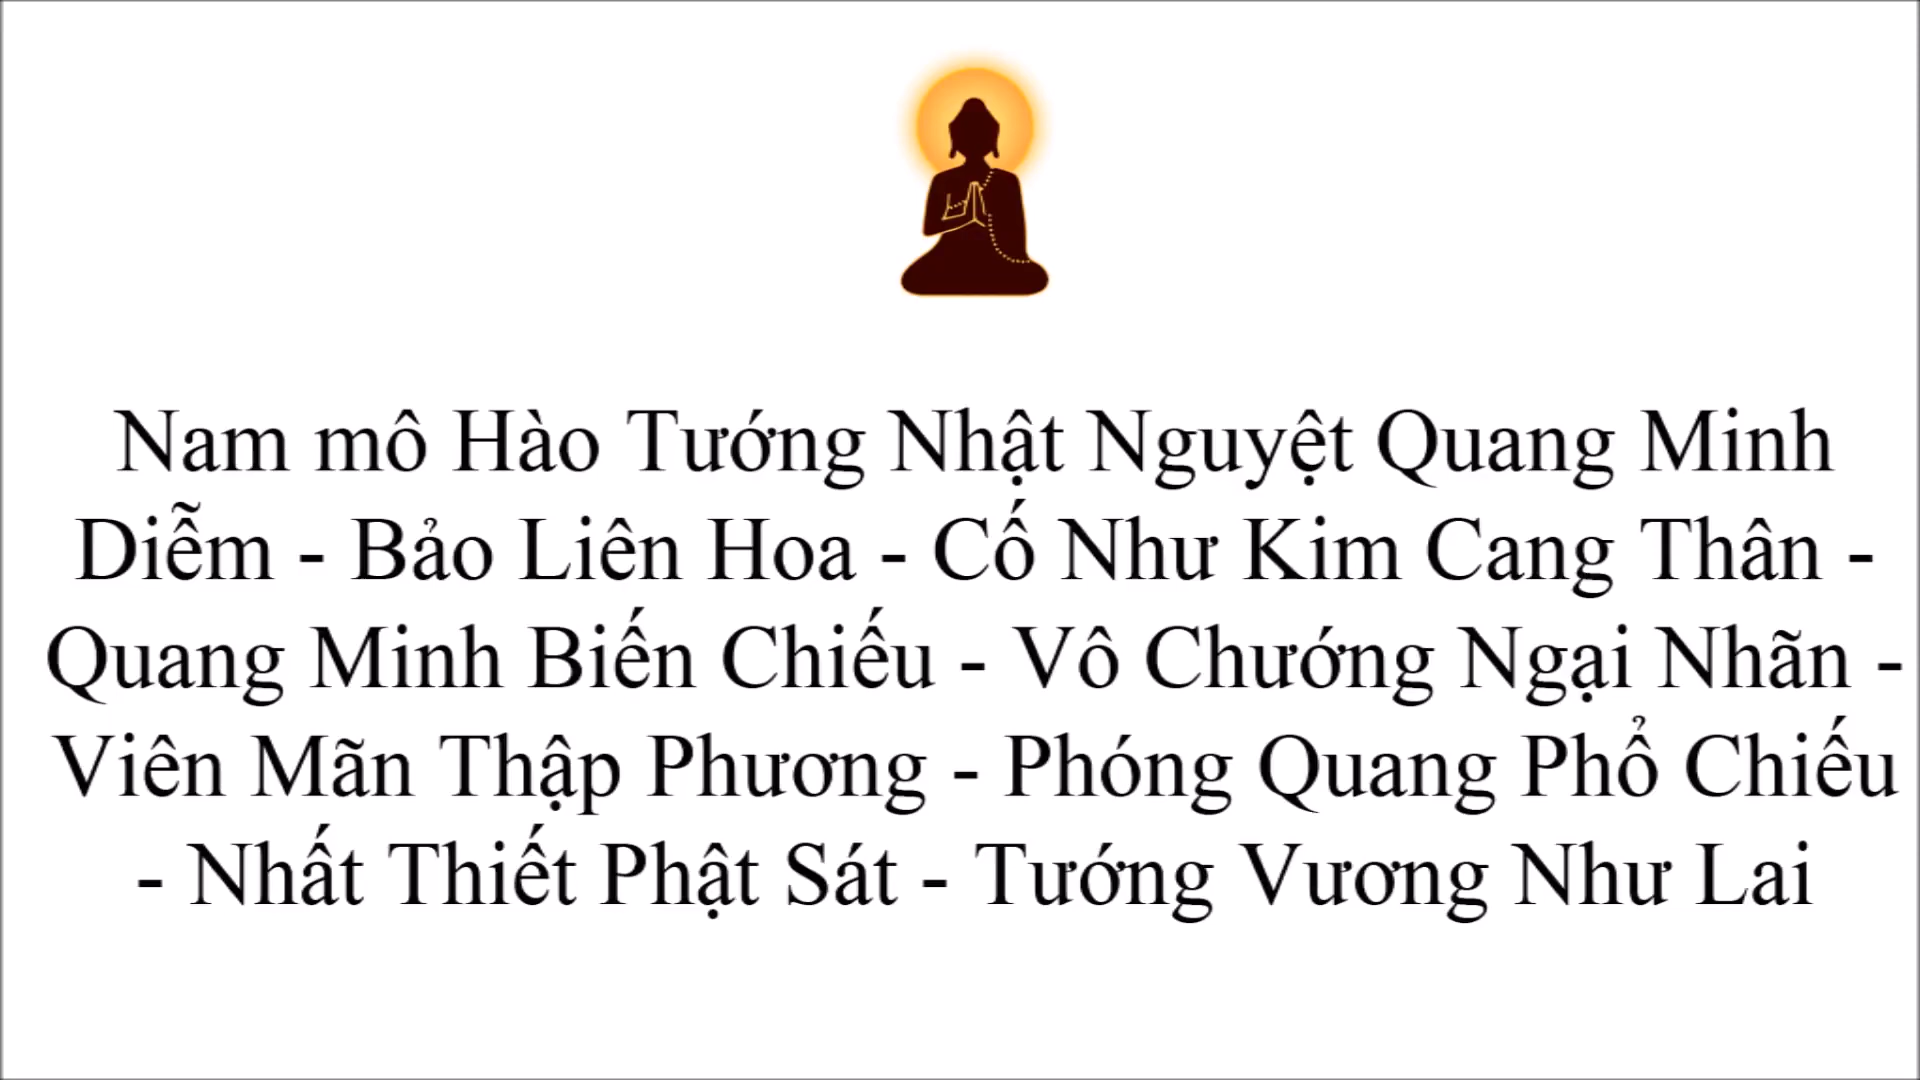 Nam mô Hào Tướng Nhật Nguyệt Quang Minh
Diễm - Bảo Liên Hoa - Cố Như Kim Cang Thân -
Quang Minh Biến Chiếu - Vô Chướng Ngại Nhãn -
Viên Mãn Thập Phương - Phóng Quang Phổ Chiếu
- Nhất Thiết Phật Sát - Tướng Vương Như Lai